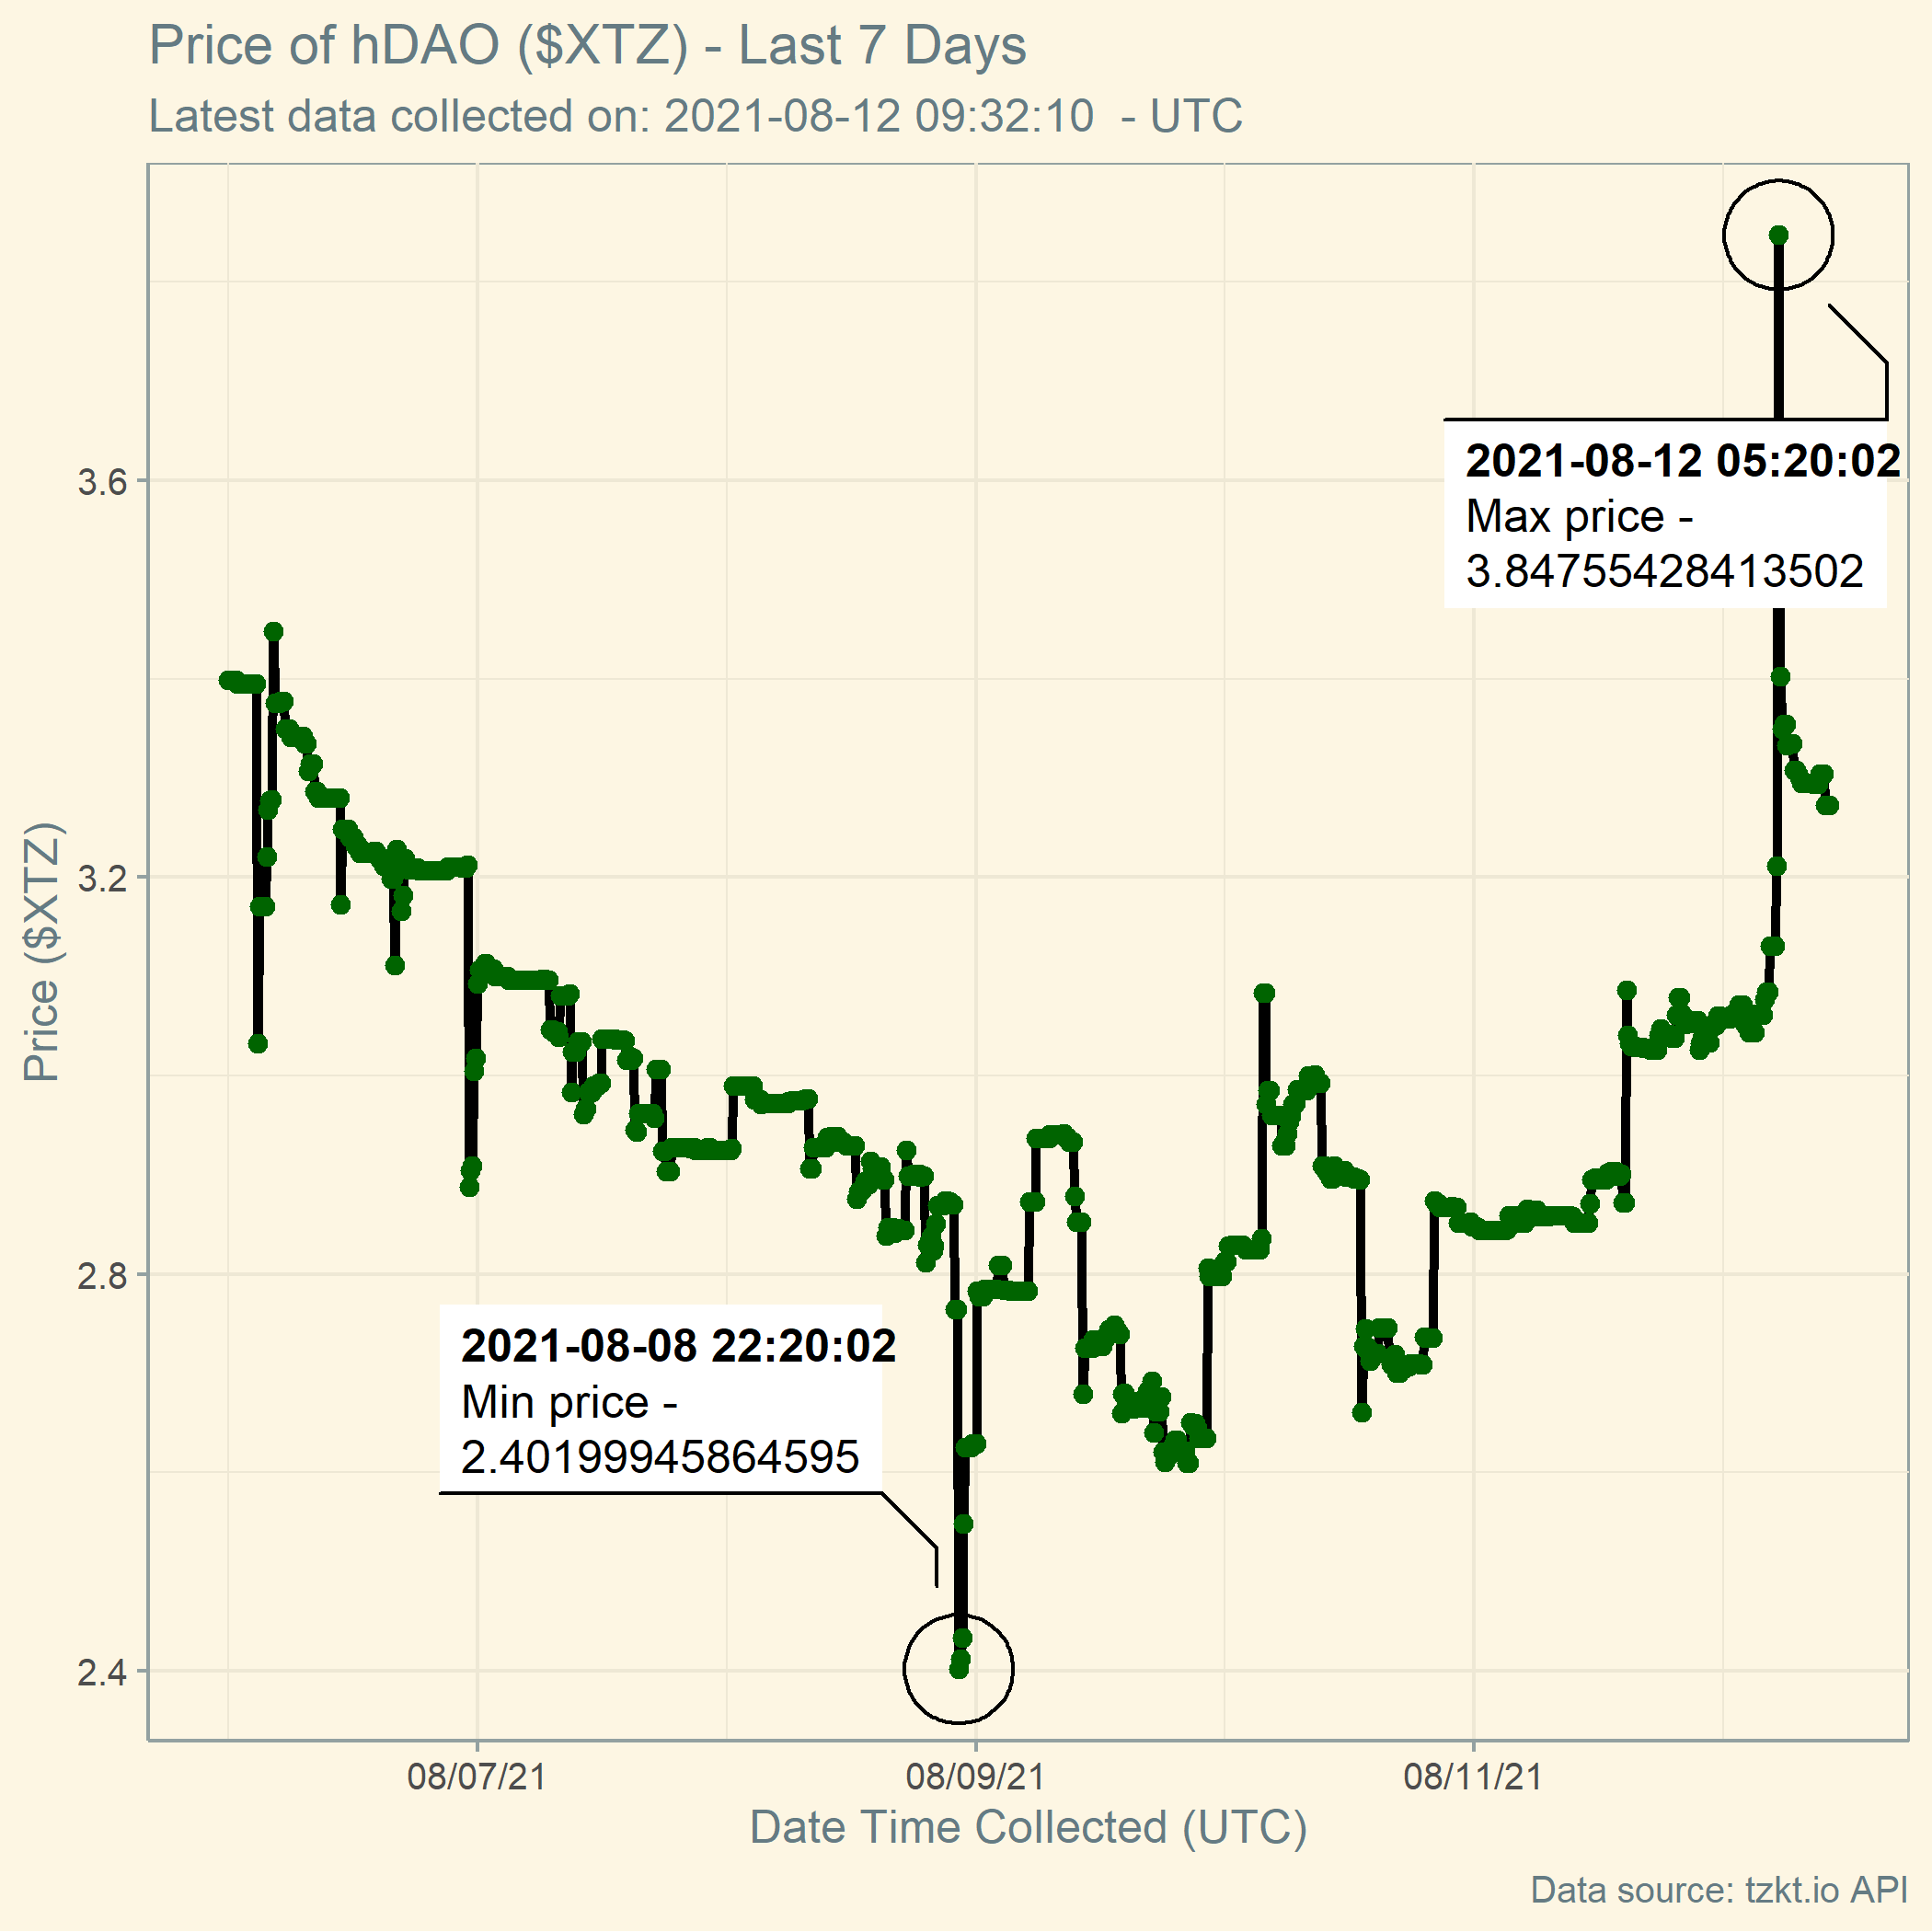 Price of hDAO ($XTZ) - Last 7 Days
Latest data collected on: 2021-08-12 09:32:10  - UTC
2021-08-12 05:20:02
Max price -
3.84755428413502
3.6
3.2
2.8
2.4
Price ($XTZ)
2021-08-08 22:20:02
Min price -
2.40199945864595
08/07/21
08/09/21
08/11/21
Date Time Collected (UTC)
Data source: tzkt.io API